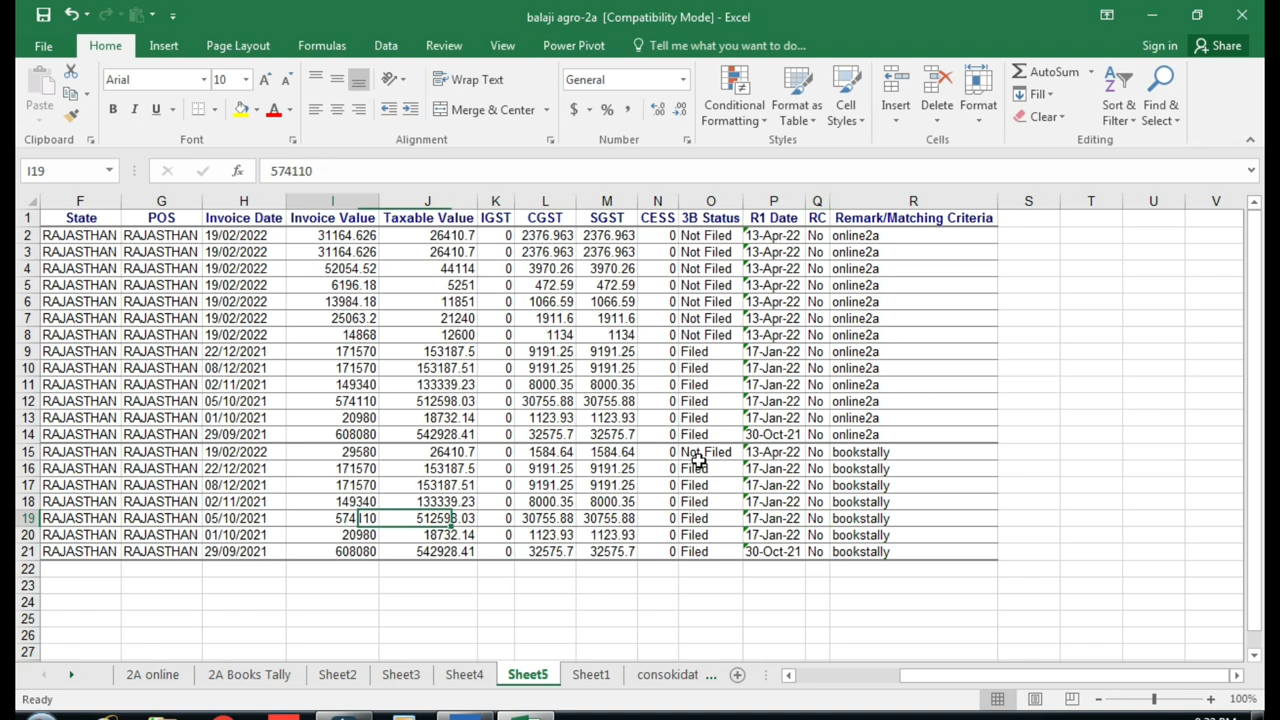 balaji agro-2a [Compatibility Mode] - Excel
File Home Insert Page Layout Formulas Data Review View Power Pivot Tell me what you want to do... Sign in Share
Paste Arial 10 Wrap Text General Conditional Formatting Format as Table Cell Styles Insert Delete Format AutoSum Sort & Filter Find & Select
B I U Merge & Center $ % , Fill
Clear
Clipboard Font Alignment Number Styles Cells Editing
I19 fx 574110
F G H I J K L M N O P Q R S T U V
1 State POS Invoice Date Invoice Value Taxable Value IGST CGST SGST CESS 3B Status R1 Date RC Remark/Matching Criteria
2 RAJASTHAN RAJASTHAN 19/02/2022 31164.626 26410.7 0 2376.963 2376.963 0 Not Filed 13-Apr-22 No online2a
3 RAJASTHAN RAJASTHAN 19/02/2022 31164.626 26410.7 0 2376.963 2376.963 0 Not Filed 13-Apr-22 No online2a
4 RAJASTHAN RAJASTHAN 19/02/2022 52054.52 44114 0 3970.26 3970.26 0 Not Filed 13-Apr-22 No online2a
5 RAJASTHAN RAJASTHAN 19/02/2022 6196.18 5251 0 472.59 472.59 0 Not Filed 13-Apr-22 No online2a
6 RAJASTHAN RAJASTHAN 19/02/2022 13984.18 11851 0 1066.59 1066.59 0 Not Filed 13-Apr-22 No online2a
7 RAJASTHAN RAJASTHAN 19/02/2022 25063.2 21240 0 1911.6 1911.6 0 Not Filed 13-Apr-22 No online2a
8 RAJASTHAN RAJASTHAN 19/02/2022 14868 12600 0 1134 1134 0 Not Filed 13-Apr-22 No online2a
9 RAJASTHAN RAJASTHAN 22/12/2021 171570 153187.5 0 9191.25 9191.25 0 Filed 17-Jan-22 No online2a
10 RAJASTHAN RAJASTHAN 08/12/2021 171570 153187.51 0 9191.25 9191.25 0 Filed 17-Jan-22 No online2a
11 RAJASTHAN RAJASTHAN 02/11/2021 149340 133339.23 0 8000.35 8000.35 0 Filed 17-Jan-22 No online2a
12 RAJASTHAN RAJASTHAN 05/10/2021 574110 512598.03 0 30755.88 30755.88 0 Filed 17-Jan-22 No online2a
13 RAJASTHAN RAJASTHAN 01/10/2021 20980 18732.14 0 1123.93 1123.93 0 Filed 17-Jan-22 No online2a
14 RAJASTHAN RAJASTHAN 29/09/2021 608080 542928.41 0 32575.7 32575.7 0 Filed 30-Oct-21 No online2a
15 RAJASTHAN RAJASTHAN 19/02/2022 29580 26410.7 0 1584.64 1584.64 0 Not Filed 13-Apr-22 No bookstally
16 RAJASTHAN RAJASTHAN 22/12/2021 171570 153187.5 0 9191.25 9191.25 0 Filed 17-Jan-22 No bookstally
17 RAJASTHAN RAJASTHAN 08/12/2021 171570 153187.51 0 9191.25 9191.25 0 Filed 17-Jan-22 No bookstally
18 RAJASTHAN RAJASTHAN 02/11/2021 149340 133339.23 0 8000.35 8000.35 0 Filed 17-Jan-22 No bookstally
19 RAJASTHAN RAJASTHAN 05/10/2021 574110 512598.03 0 30755.88 30755.88 0 Filed 17-Jan-22 No bookstally
20 RAJASTHAN RAJASTHAN 01/10/2021 20980 18732.14 0 1123.93 1123.93 0 Filed 17-Jan-22 No bookstally
21 RAJASTHAN RAJASTHAN 29/09/2021 608080 542928.41 0 32575.7 32575.7 0 Filed 30-Oct-21 No bookstally
22
23
24
25
26
27
2A online 2A Books Tally Sheet2 Sheet3 Sheet4 Sheet5 Sheet1 consokidat ...
Ready 100%